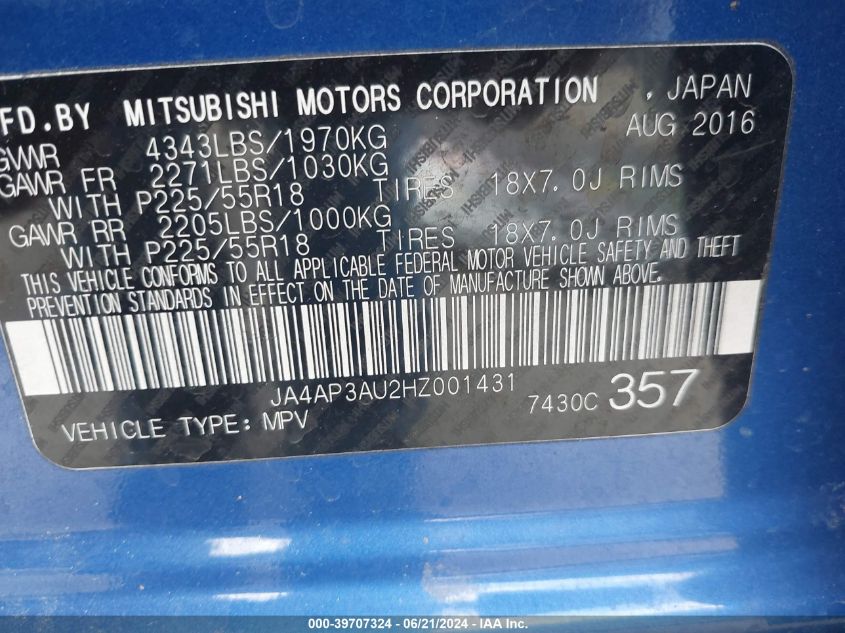 FD.BY MITSUBISHI MOTORS CORPORATION , JAPAN
AUG 2016
GWWR 4343LBS/1970KG
GAWR FR 2271LBS/1030KG
WITH P225/55R18 TIRES 18X7.0J RIMS
GAWR RR 2205LBS/1000KG
WITH P225/55R18 TIRES 18X7.0J RIMS
THIS VEHICLE CONFORMS TO ALL APPLICABLE FEDERAL MOTOR VEHICLE SAFETY AND THEFT
PREVENTION STANDARDS IN EFFECT ON THE DATE OF MANUFACTURE SHOWN ABOVE.
JA4AP3AU2HZ001431
7430C 357
VEHICLE TYPE: MPV
000-39707324 - 06/21/2024 - IAAI.com